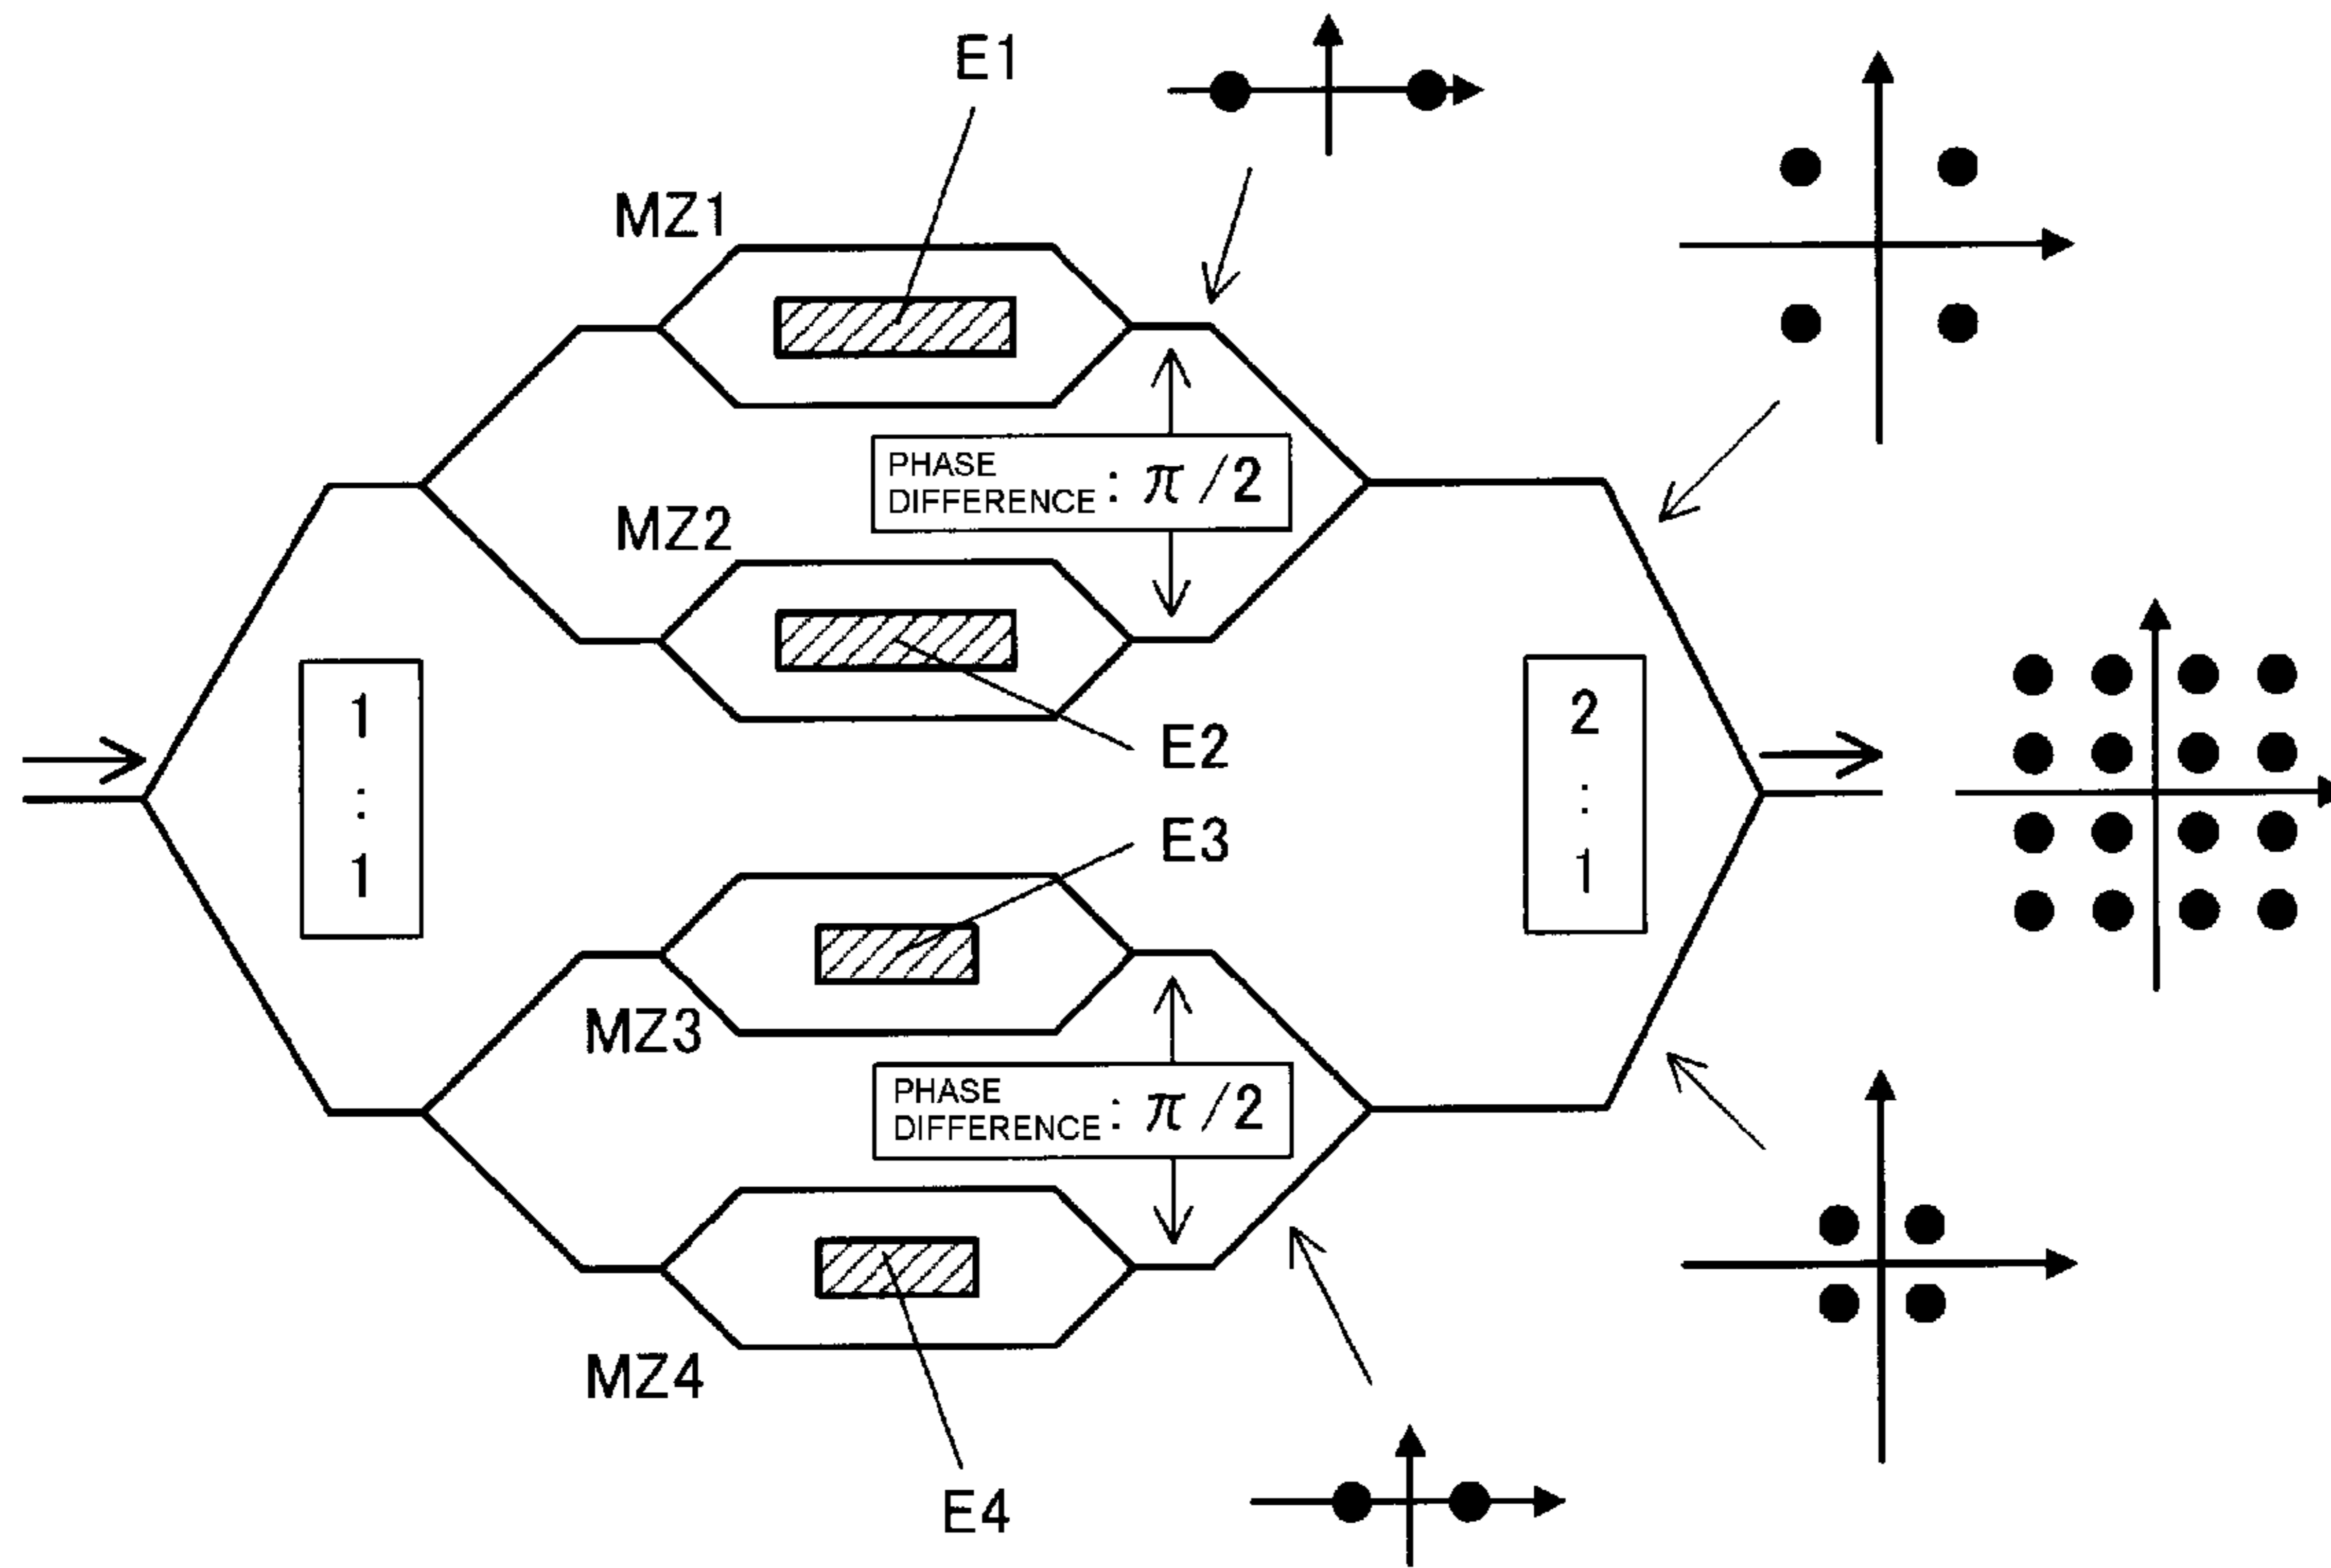 E1
MZ1
PHASE
DIFFERENCE : π/2
MZ2
1
:
1
2
:
1
E2
E3
MZ3
PHASE
DIFFERENCE : π/2
MZ4
E4